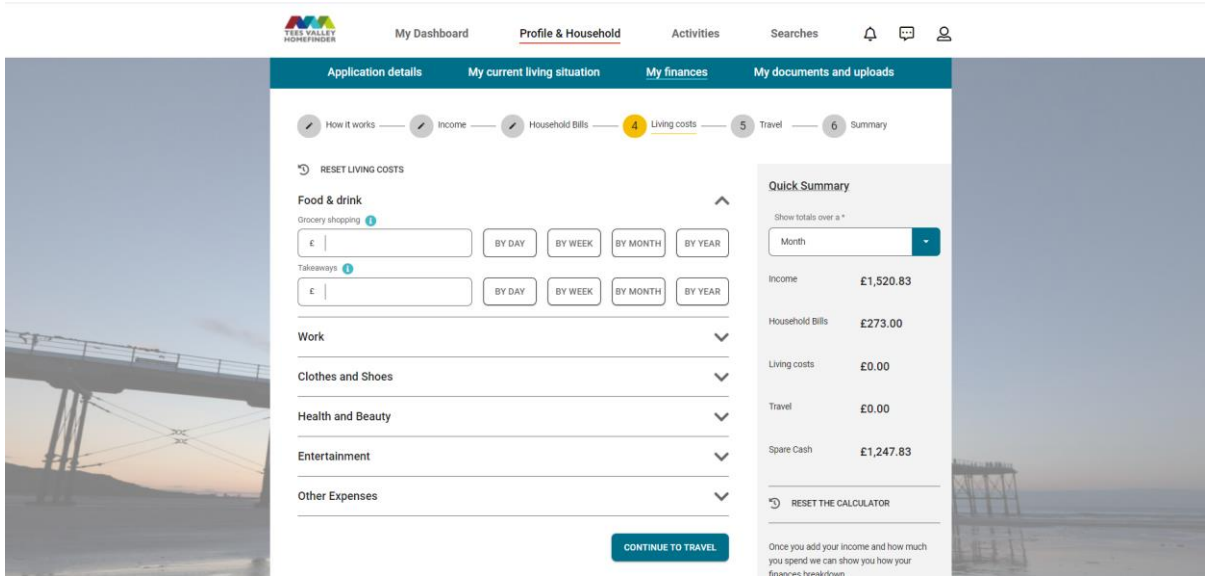 TEES VALLEY
HOMEFINDER
My Dashboard
Profile & Household
Activities
Searches
Application details
My current living situation
My finances
My documents and uploads
How it works
Income
Household Bills
4 Living costs
5 Travel
6 Summary
RESET LIVING COSTS
Food & drink
Grocery shopping i
£ BY DAY BY WEEK BY MONTH BY YEAR
Takeaways i
£ BY DAY BY WEEK BY MONTH BY YEAR
Work
Clothes and Shoes
Health and Beauty
Entertainment
Other Expenses
CONTINUE TO TRAVEL
Quick Summary
Show totals over a *
Month
Income £1,520.83
Household Bills £273.00
Living costs £0.00
Travel £0.00
Spare Cash £1,247.83
RESET THE CALCULATOR
Once you add your income and how much
you spend we can show you how your
finances breakdown